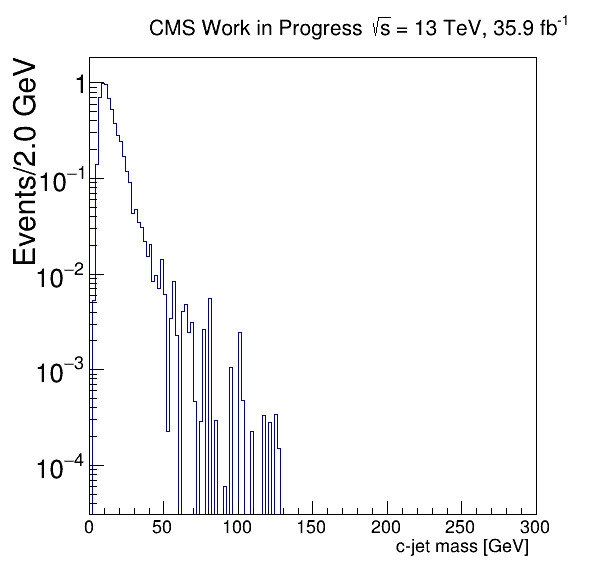 CMS Work in Progress √s = 13 TeV, 35.9 fb⁻¹
Events/2.0 GeV
1
10⁻¹
10⁻²
10⁻³
10⁻⁴
0 50 100 150 200 250 300
c-jet mass [GeV]